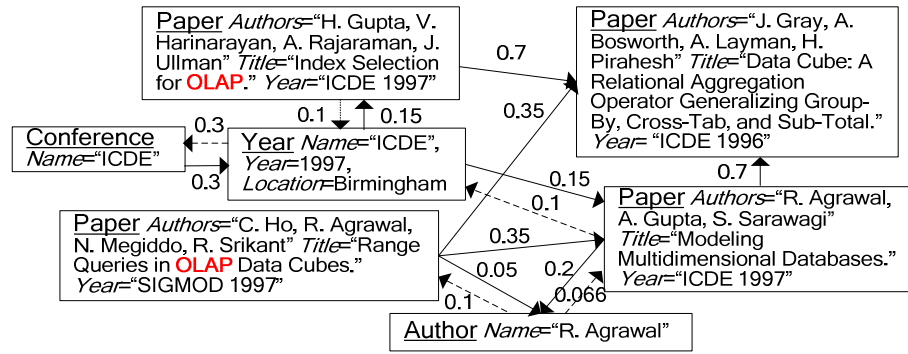 Paper Authors="H. Gupta, V.
Harinarayan, A. Rajaraman, J.
Ullman" Title="Index Selection
for OLAP." Year="ICDE 1997"
0.7
Paper Authors="J. Gray, A.
Bosworth, A. Layman, H.
Pirahesh" Title="Data Cube: A
Relational Aggregation
Operator Generalizing Group-
By, Cross-Tab, and Sub-Total."
Year= "ICDE 1996"
0.35
0.1
0.15
Conference
Name="ICDE"
0.3
0.3
Year Name="ICDE",
Year=1997,
Location=Birmingham
0.15
0.1
0.7
Paper Authors="R. Agrawal,
A. Gupta, S. Sarawagi"
Title="Modeling
Multidimensional Databases."
Year="ICDE 1997"
Paper Authors="C. Ho, R. Agrawal,
N. Megiddo, R. Srikant" Title="Range
Queries in OLAP Data Cubes."
Year="SIGMOD 1997"
0.35
0.05
0.2
0.1
0.066
Author Name="R. Agrawal"